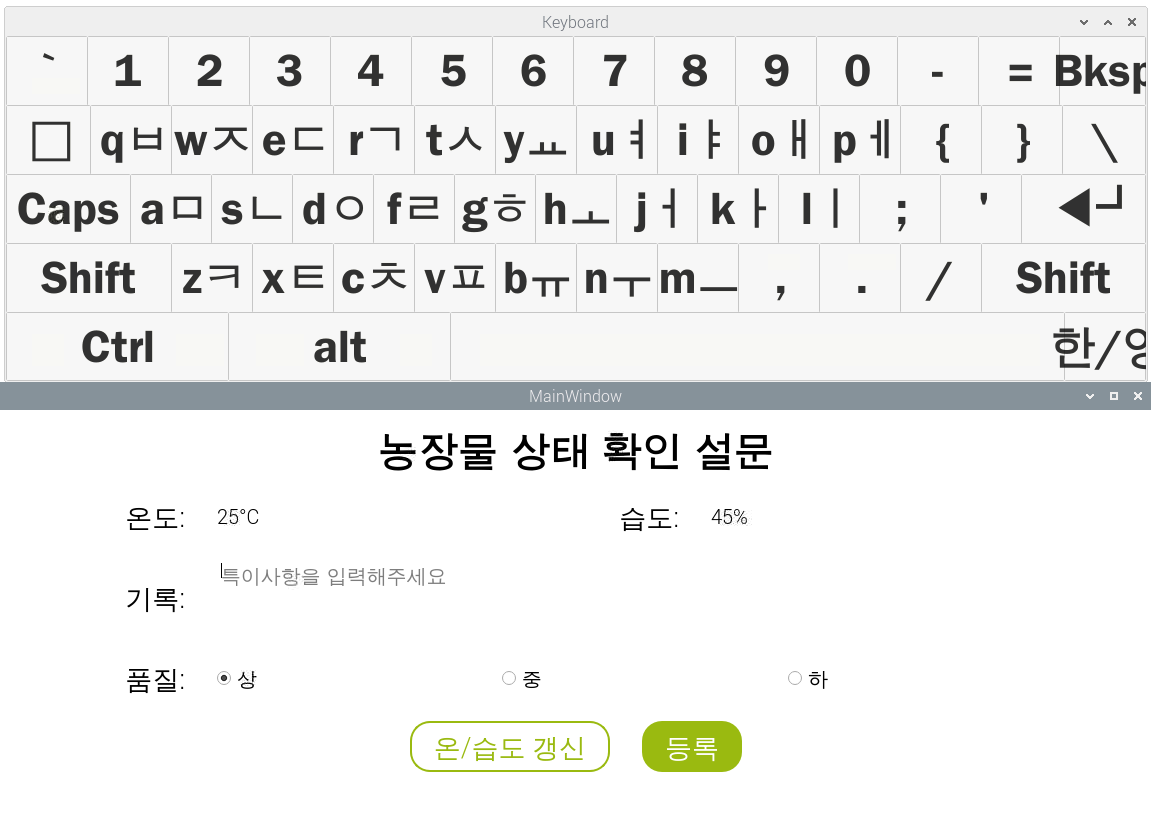 Keyboard
` 1 2 3 4 5 6 7 8 9 0 - = Bksp
qㅂ wㅈ eㄷ rㄱ tㅅ yㅛ uㅕ iㅑ oㅐ pㅔ { } \
Caps aㅁ sㄴ dㅇ fㄹ gㅎ hㅗ jㅓ kㅏ lㅣ ; '
Shift zㅋ xㅌ cㅊ vㅍ bㅠ nㅜ mㅡ , . / Shift
Ctrl alt 한/영
MainWindow
농장물 상태 확인 설문
온도: 25°C 습도: 45%
특이사항을 입력해주세요
기록:
품질: 상 중 하
온/습도 갱신 등록